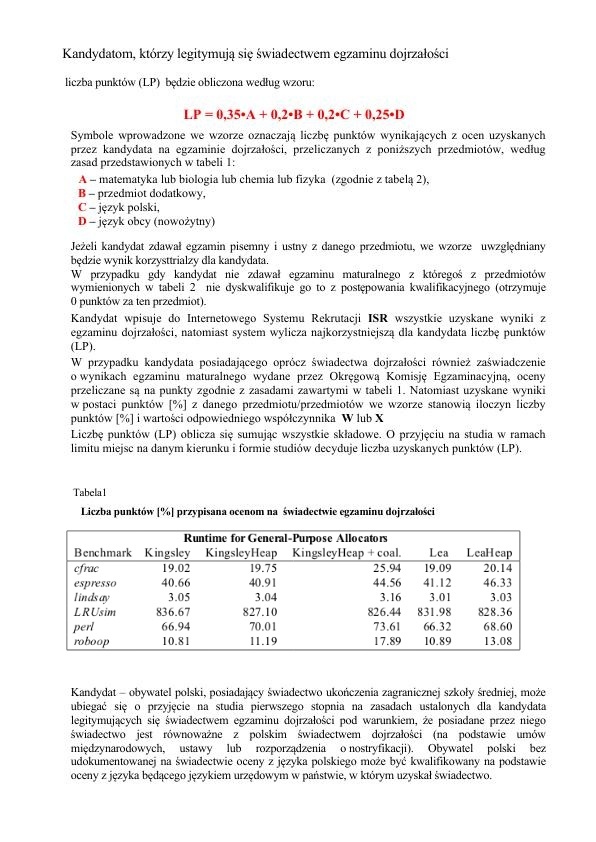 Kandydatom, którzy legitymują się świadectwem egzaminu dojrzałości
liczba punktów (LP) będzie obliczona według wzoru:
LP = 0,35•A + 0,2•B + 0,2•C + 0,25•D
Symbole wprowadzone we wzorze oznaczają liczbę punktów wynikających z ocen uzyskanych
przez kandydata na egzaminie dojrzałości, przeliczanych z poniższych przedmiotów, według
zasad przedstawionych w tabeli 1:
A – matematyka lub biologia lub chemia lub fizyka (zgodnie z tabelą 2),
B – przedmiot dodatkowy,
C – język polski,
D – język obcy (nowożytny)
Jeżeli kandydat zdawał egzamin pisemny i ustny z danego przedmiotu, we wzorze uwzględniany
będzie wynik korzysttrialzy dla kandydata.
W przypadku gdy kandydat nie zdawał egzaminu maturalnego z któregoś z przedmiotów
wymienionych w tabeli 2 nie dyskwalifikuje go to z postępowania kwalifikacyjnego (otrzymuje
0 punktów za ten przedmiot).
Kandydat wpisuje do Internetowego Systemu Rekrutacji ISR wszystkie uzyskane wyniki z
egzaminu dojrzałości, natomiast system wylicza najkorzystniejszą dla kandydata liczbę punktów
(LP).
W przypadku kandydata posiadającego oprócz świadectwa dojrzałości również zaświadczenie
o wynikach egzaminu maturalnego wydane przez Okręgową Komisję Egzaminacyjną, oceny
przeliczane są na punkty zgodnie z zasadami zawartymi w tabeli 1. Natomiast uzyskane wyniki
w postaci punktów [%] z danego przedmiotu/przedmiotów we wzorze stanowią iloczyn liczby
punktów [%] i wartości odpowiedniego współczynnika W lub X
Liczbę punktów (LP) oblicza się sumując wszystkie składowe. O przyjęciu na studia w ramach
limitu miejsc na danym kierunku i formie studiów decyduje liczba uzyskanych punktów (LP).
Tabela1
Liczba punktów [%] przypisana ocenom na świadectwie egzaminu dojrzałości
Runtime for General-Purpose Allocators
Benchmark Kingsley KingsleyHeap KingsleyHeap + coal. Lea LeaHeap
cfrac 19.02 19.75 25.94 19.09 20.14
espresso 40.66 40.91 44.56 41.12 46.33
lindsay 3.05 3.04 3.16 3.01 3.03
LRUsim 836.67 827.10 826.44 831.98 828.36
perl 66.94 70.01 73.61 66.32 68.60
roboop 10.81 11.19 17.89 10.89 13.08
Kandydat – obywatel polski, posiadający świadectwo ukończenia zagranicznej szkoły średniej, może
ubiegać się o przyjęcie na studia pierwszego stopnia na zasadach ustalonych dla kandydata
legitymujących się świadectwem egzaminu dojrzałości pod warunkiem, że posiadane przez niego
świadectwo jest równoważne z polskim świadectwem dojrzałości (na podstawie umów
międzynarodowych, ustawy lub rozporządzenia o nostryfikacji). Obywatel polski bez
udokumentowanej na świadectwie oceny z języka polskiego może być kwalifikowany na podstawie
oceny z języka będącego językiem urzędowym w państwie, w którym uzyskał świadectwo.